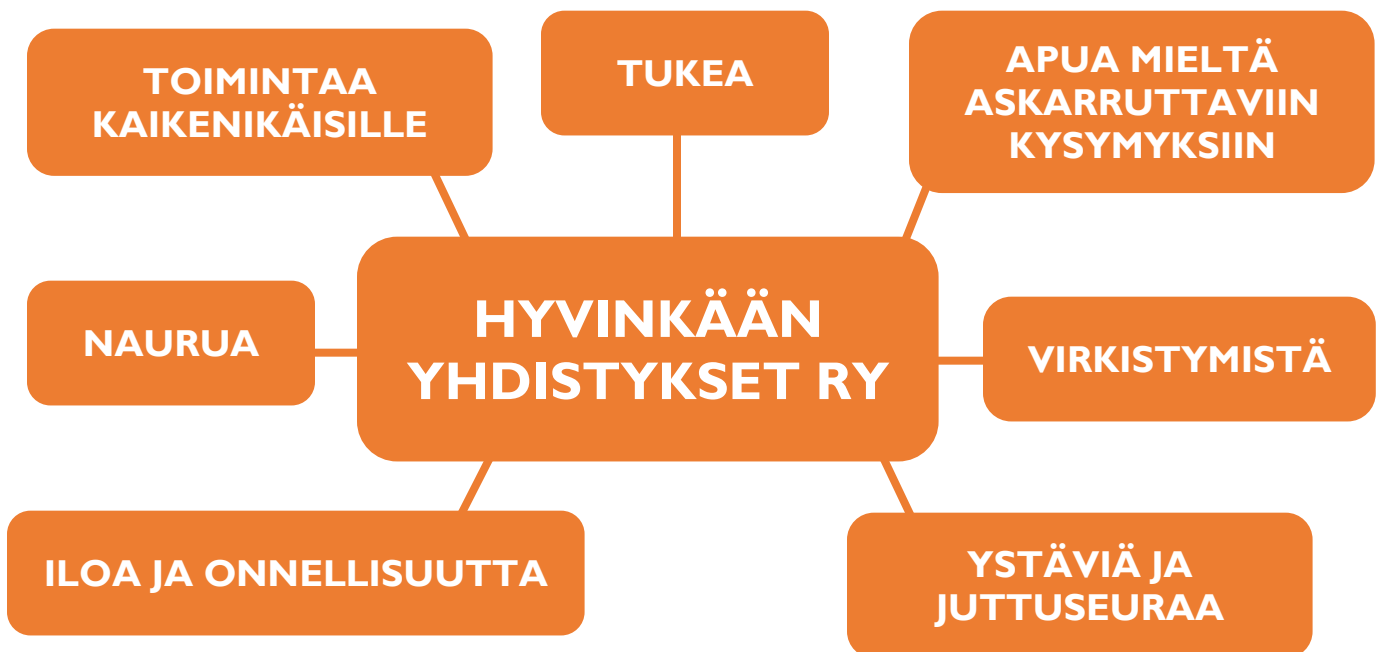 TOIMINTAA
KAIKENIKÄISILLE
TUKEA
APUA MIELTÄ
ASKARRUTTAVIIN
KYSYMYKSIIN
NAURUA
HYVINKÄÄN
YHDISTYKSET RY
VIRKISTYMISTÄ
ILOA JA ONNELLISUUTTA
YSTÄVIÄ JA
JUTTUSEURAA